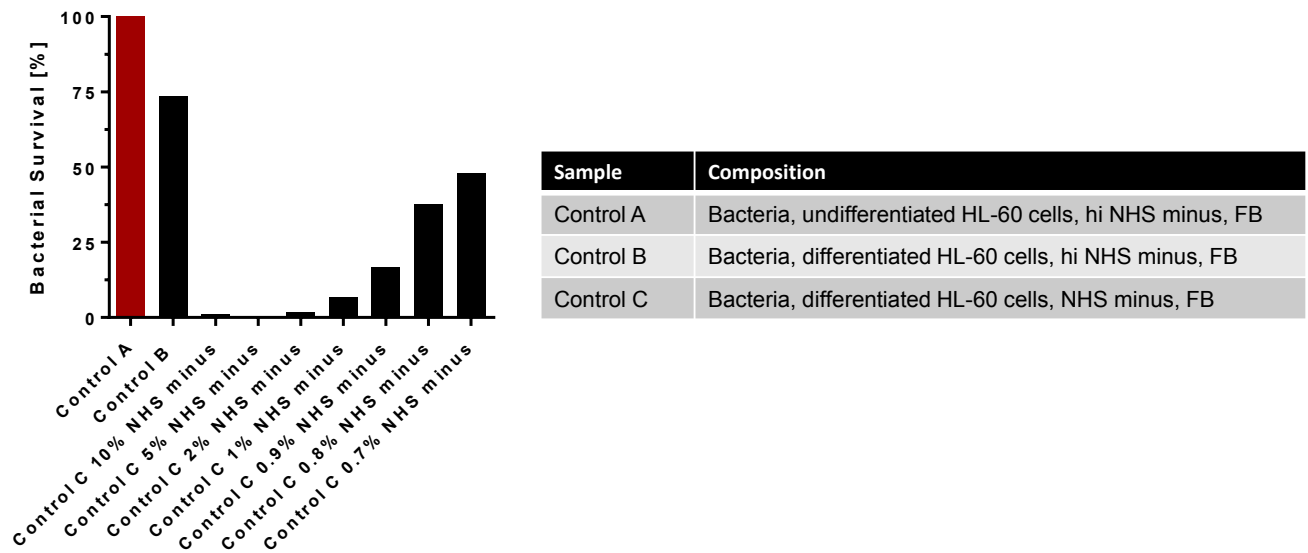 Bacterial Survival [%]
100
75
50
25
0
Control A
Control B
Control C 10% NHS minus
Control C 5% NHS minus
Control C 2% NHS minus
Control C 1% NHS minus
Control C 0.9% NHS minus
Control C 0.8% NHS minus
Control C 0.7% NHS minus
Sample Composition
Control A Bacteria, undifferentiated HL-60 cells, hi NHS minus, FB
Control B Bacteria, differentiated HL-60 cells, hi NHS minus, FB
Control C Bacteria, differentiated HL-60 cells, NHS minus, FB